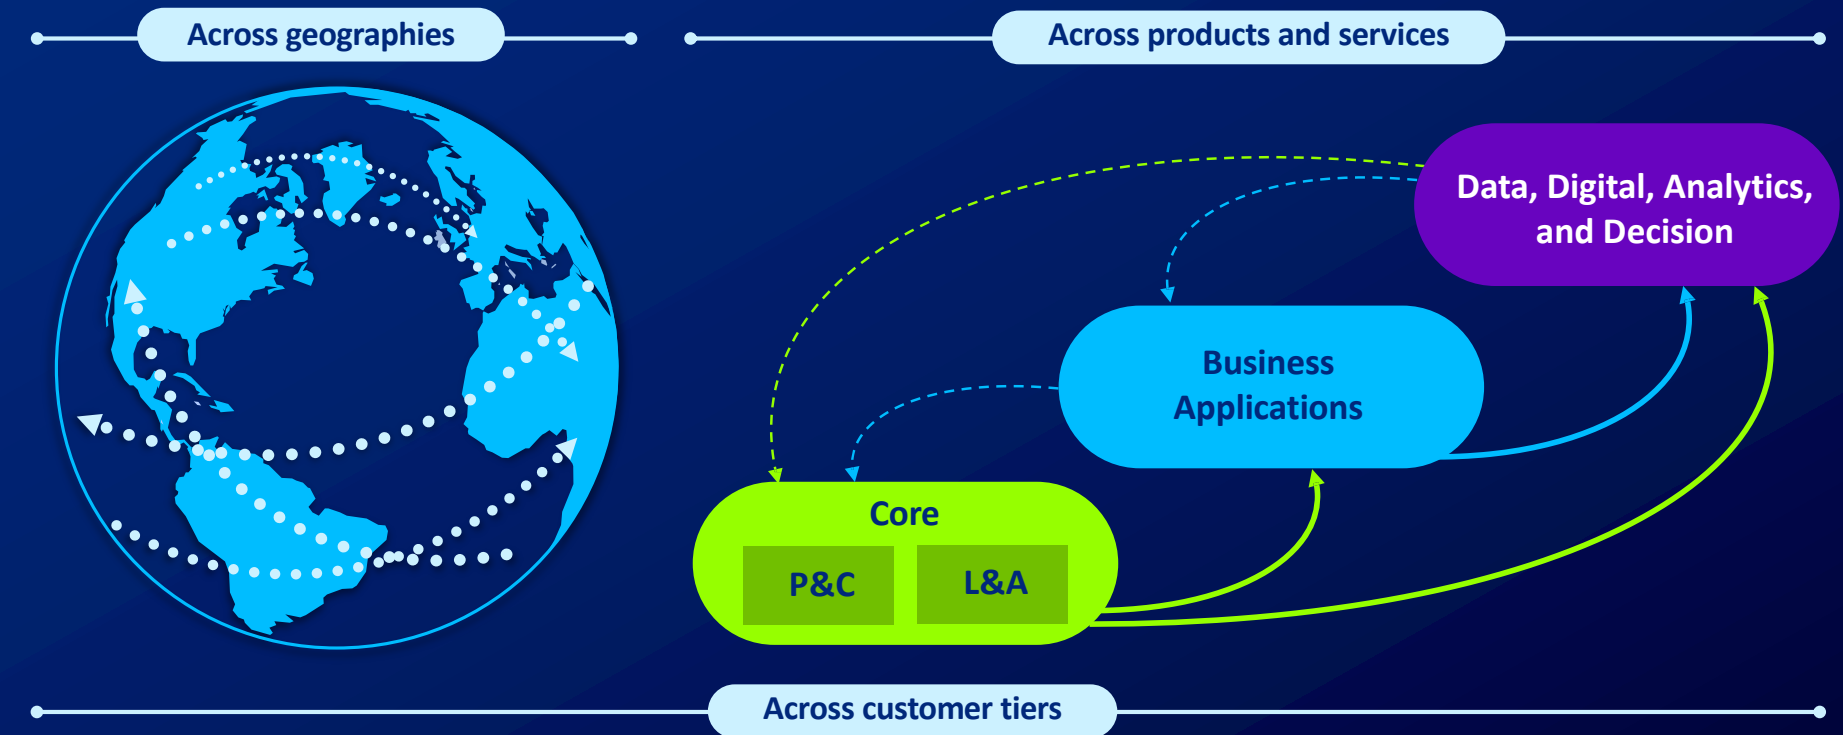 Across geographies
Across products and services
Data, Digital, Analytics,
and Decision
Business
Applications
Core
P&C
L&A
Across customer tiers